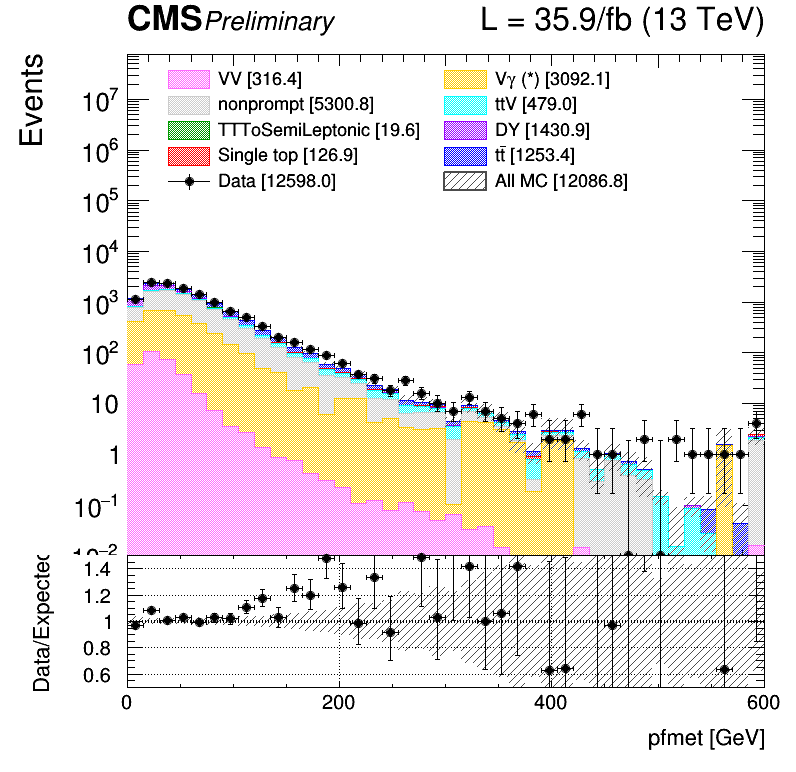 CMS Preliminary L = 35.9/fb (13 TeV)
Events
VV [316.4] Vγ (*) [3092.1]
nonprompt [5300.8] ttV [479.0]
TTToSemiLeptonic [19.6] DY [1430.9]
Single top [126.9] tt̄ [1253.4]
Data [12598.0] All MC [12086.8]
10⁷
10⁶
10⁵
10⁴
10³
10²
10
1
10⁻¹
10⁻²
Data/Expected
1.4
1.2
1
0.8
0.6
0 200 400 600
pfmet [GeV]